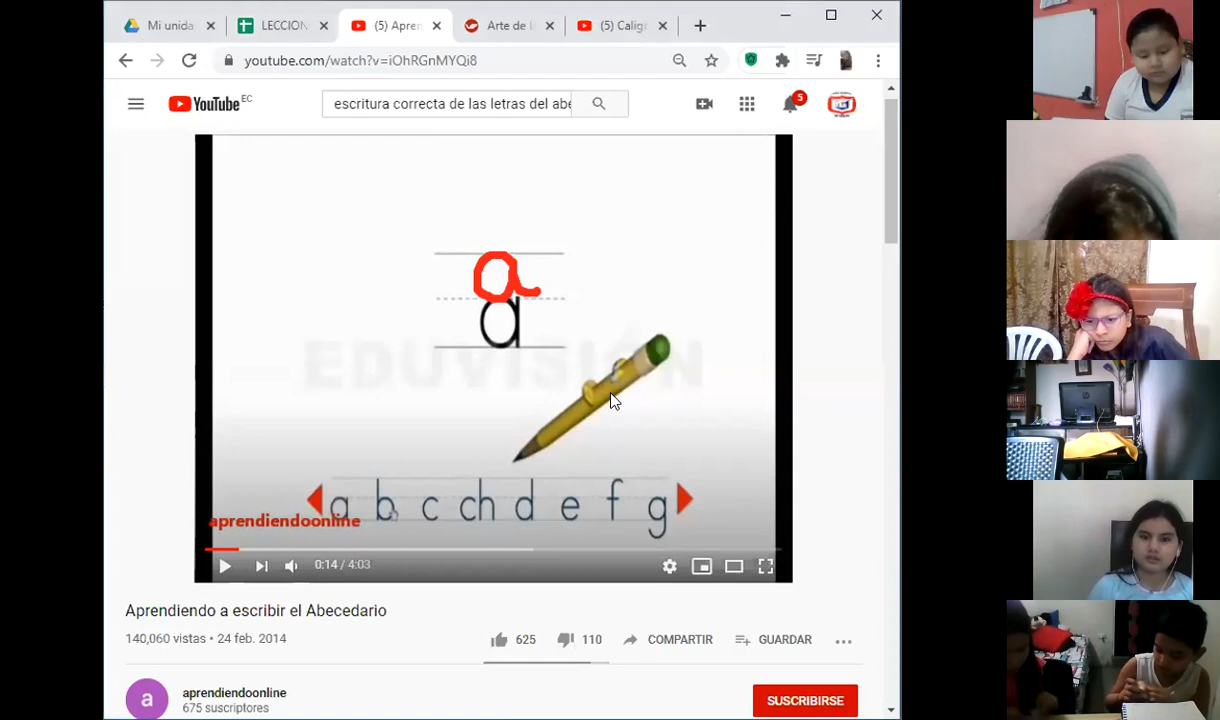 Mi unida
LECCION
(5) Apren
Arte de l
(5) Calig
youtube.com/watch?v=iOhRGnMYQi8
YouTube EC
escritura correcta de las letras del abe
5
a
a
EDUVISIÓN
a b c ch d e f g
aprendiendoonline
0:14 / 4:03
Aprendiendo a escribir el Abecedario
140,060 vistas • 24 feb. 2014
625
110
COMPARTIR
GUARDAR
a
aprendiendoonline
675 suscriptores
SUSCRIBIRSE